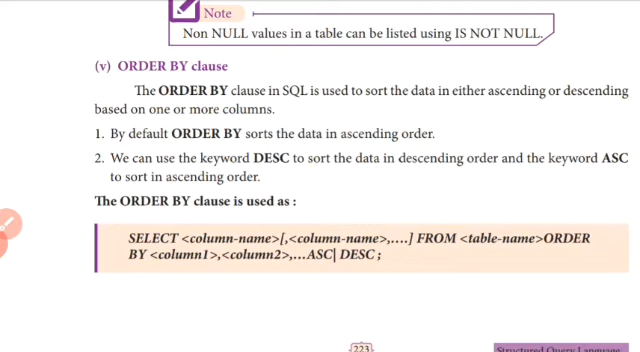 Note
Non NULL values in a table can be listed using IS NOT NULL.
(v) ORDER BY clause
The ORDER BY clause in SQL is used to sort the data in either ascending or descending
based on one or more columns.
1. By default ORDER BY sorts the data in ascending order.
2. We can use the keyword DESC to sort the data in descending order and the keyword ASC
to sort in ascending order.
The ORDER BY clause is used as :
SELECT <column-name>[,<column-name>,....] FROM <table-name>ORDER
BY <column1>,<column2>,...ASC| DESC ;
223
Structured Query Language